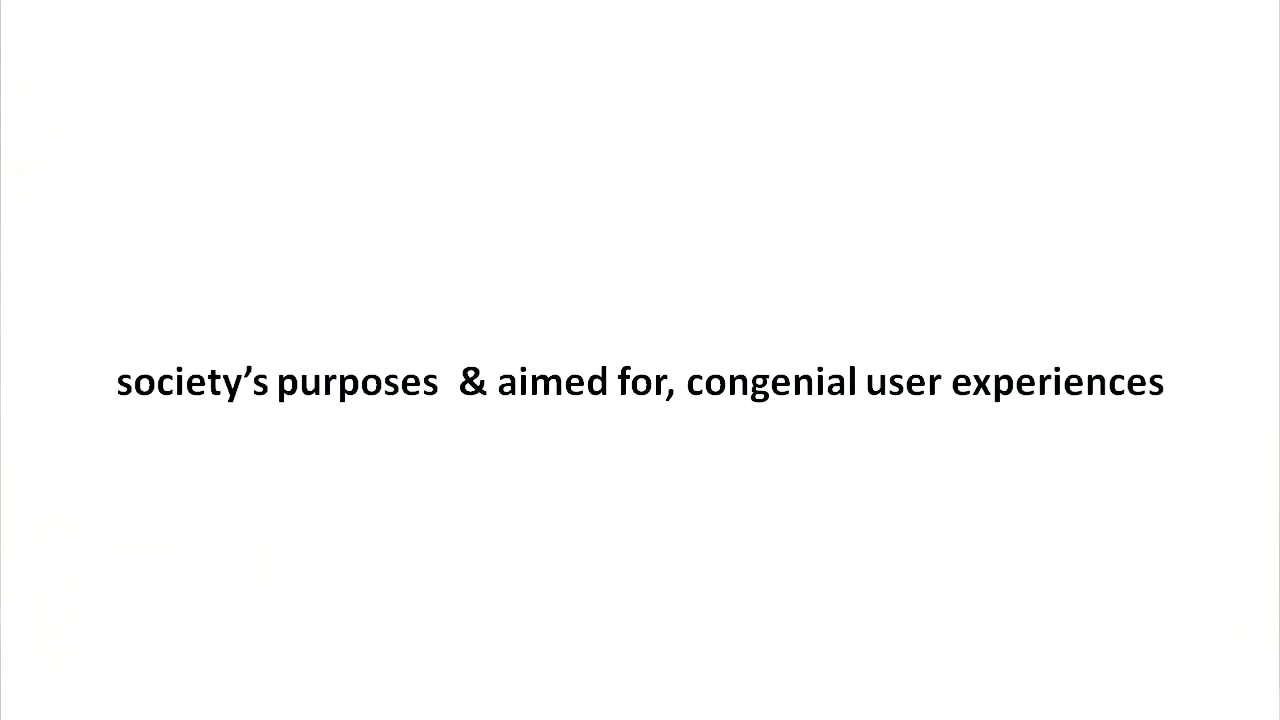 society’s purposes  & aimed for, congenial user experiences